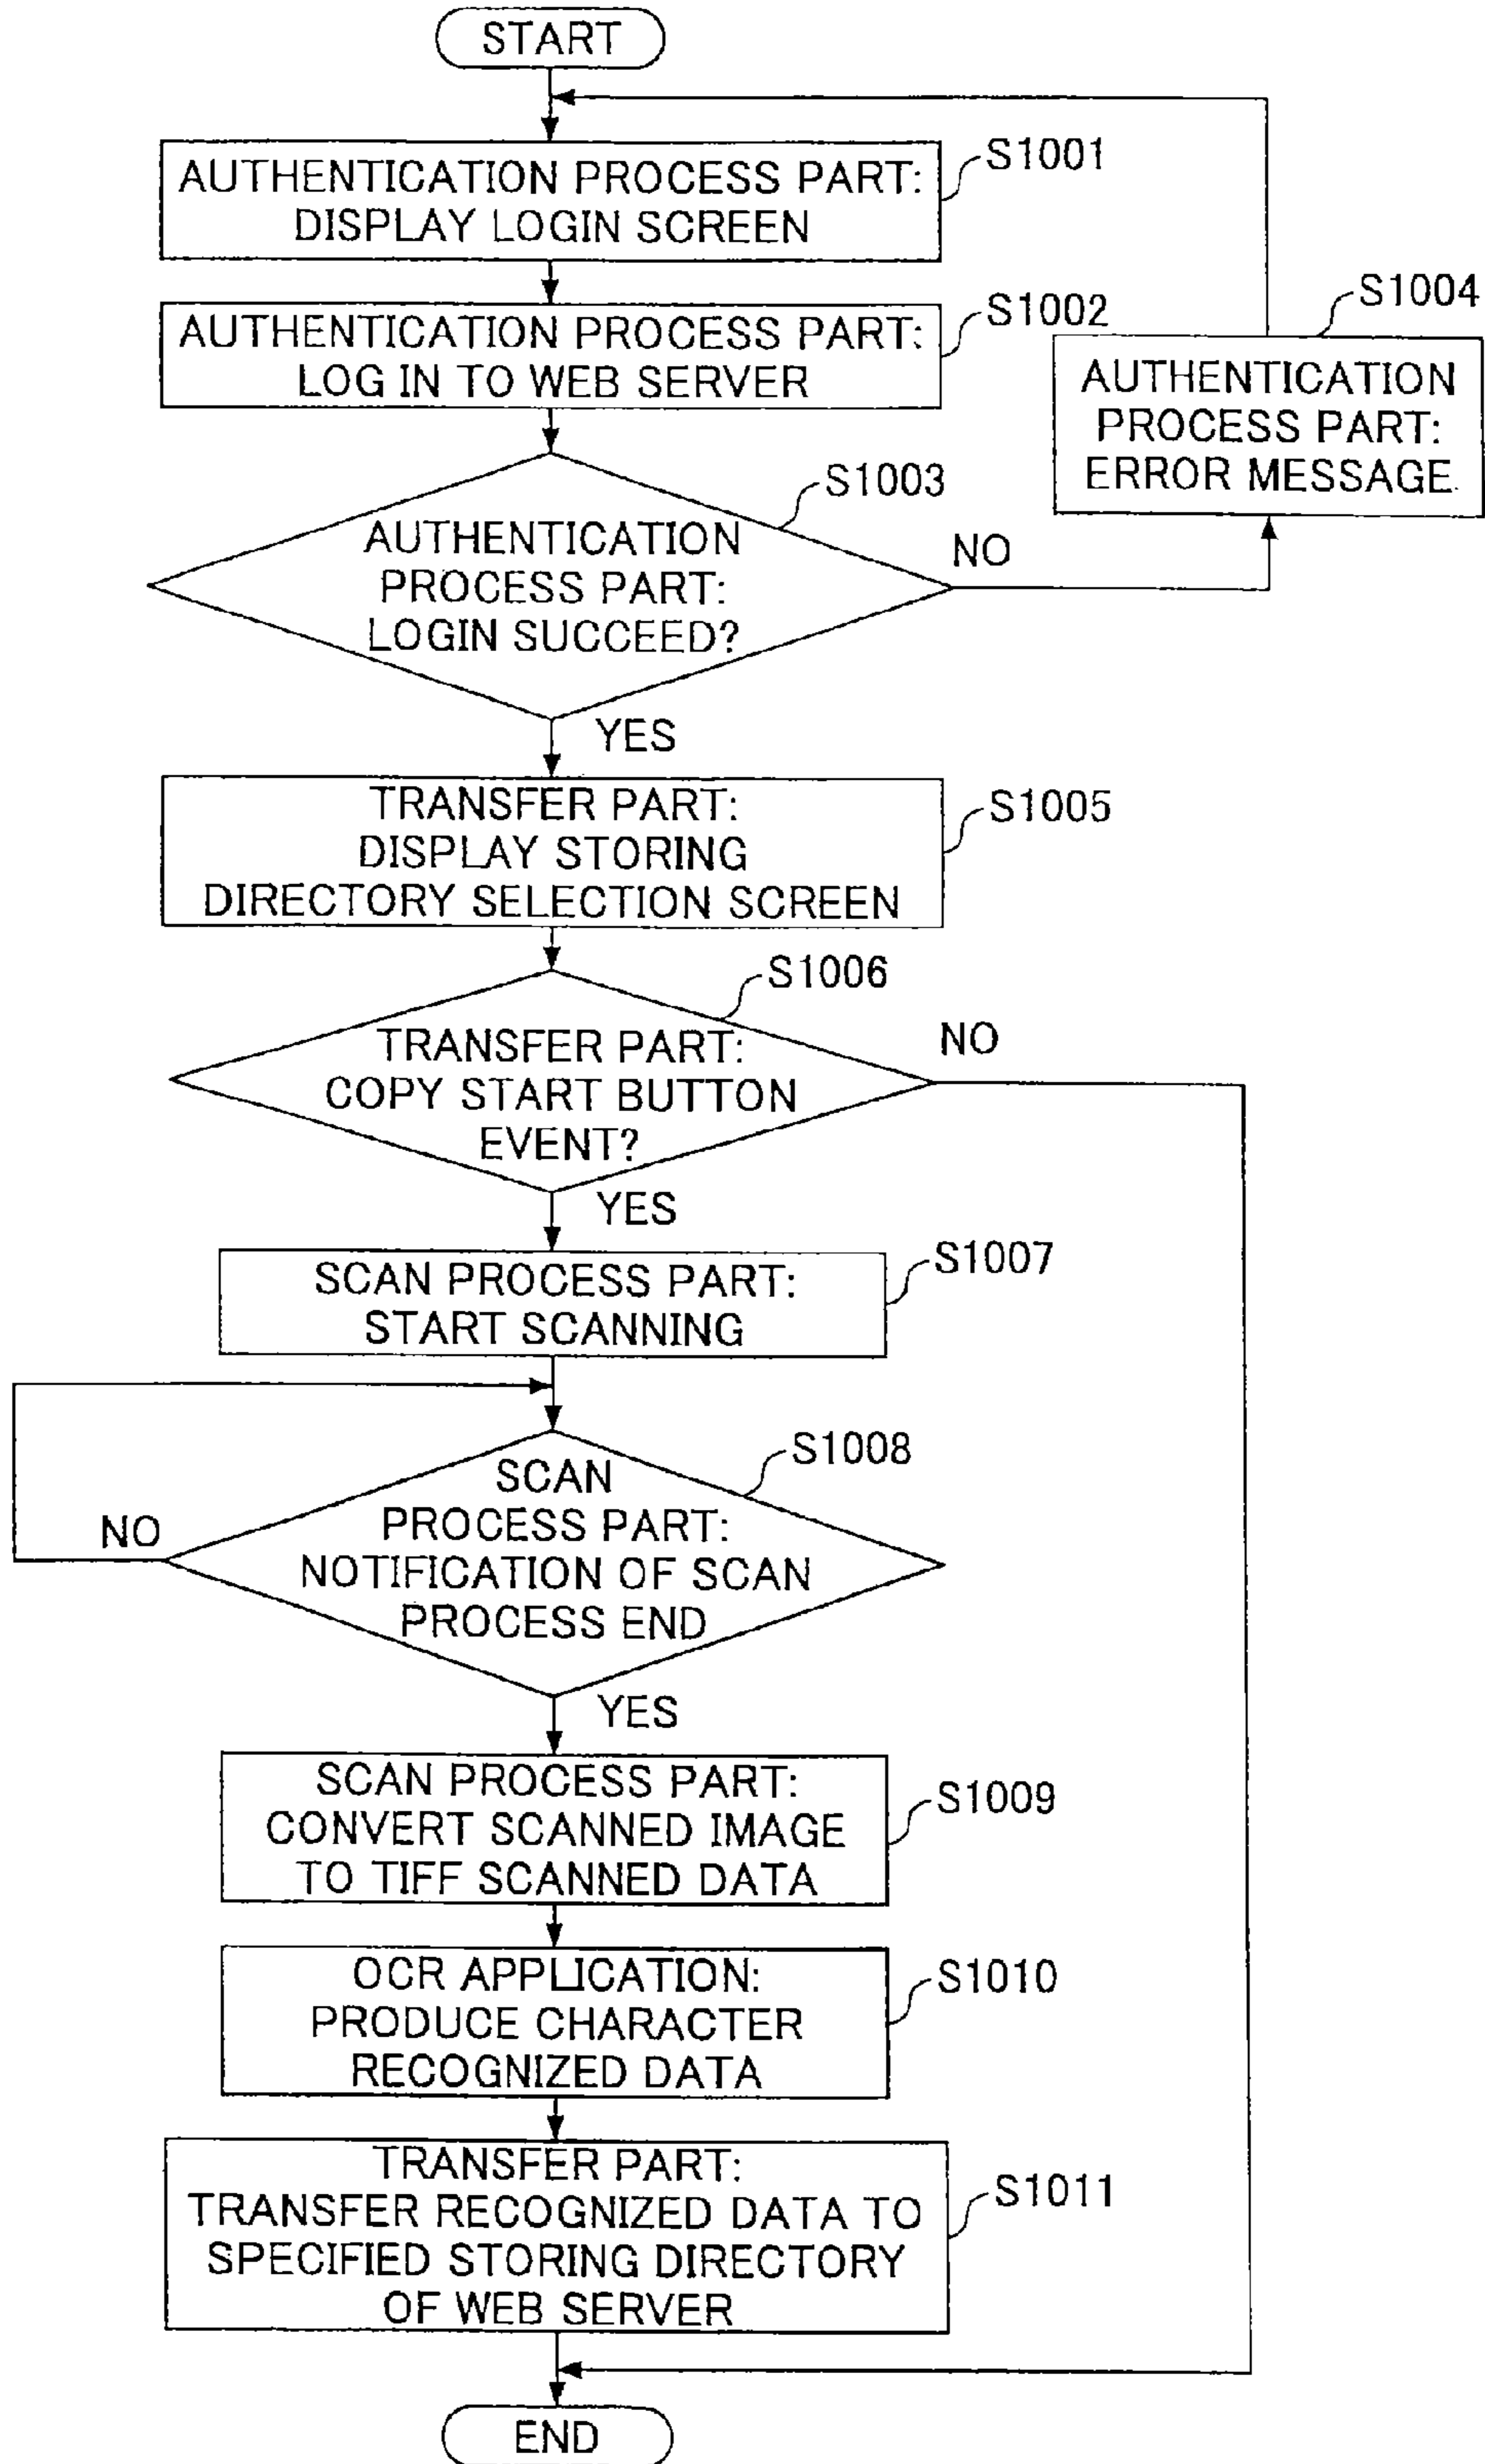 START
AUTHENTICATION PROCESS PART:
DISPLAY LOGIN SCREEN
S1001
AUTHENTICATION PROCESS PART:
LOG IN TO WEB SERVER
S1002
AUTHENTICATION
PROCESS PART:
LOGIN SUCCEED?
S1003
NO
S1004
AUTHENTICATION
PROCESS PART:
ERROR MESSAGE
YES
TRANSFER PART:
DISPLAY STORING
DIRECTORY SELECTION SCREEN
S1005
TRANSFER PART:
COPY START BUTTON
EVENT?
S1006
NO
YES
SCAN PROCESS PART:
START SCANNING
S1007
SCAN
PROCESS PART:
NOTIFICATION OF SCAN
PROCESS END
S1008
NO
YES
SCAN PROCESS PART:
CONVERT SCANNED IMAGE
TO TIFF SCANNED DATA
S1009
OCR APPLICATION:
PRODUCE CHARACTER
RECOGNIZED DATA
S1010
TRANSFER PART:
TRANSFER RECOGNIZED DATA TO
SPECIFIED STORING DIRECTORY
OF WEB SERVER
S1011
END